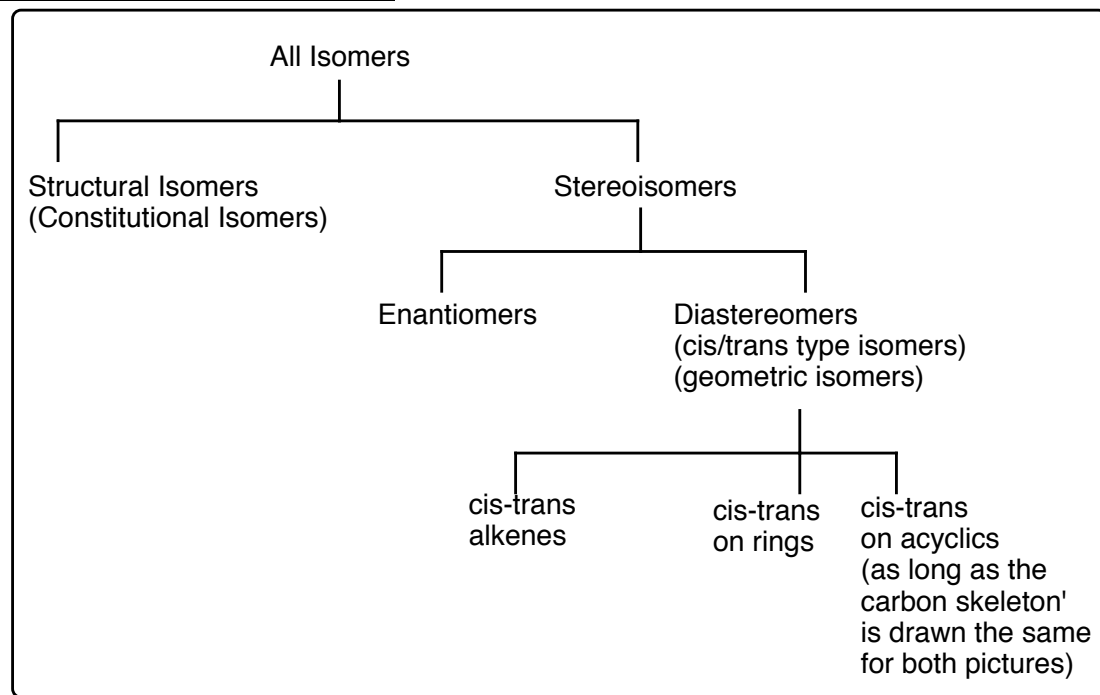 All Isomers
Structural Isomers
(Constitutional Isomers)
Stereoisomers
Enantiomers
Diastereomers
(cis/trans type isomers)
(geometric isomers)
cis-trans
alkenes
cis-trans
on rings
cis-trans
on acyclics
(as long as the
carbon skeleton'
is drawn the same
for both pictures)